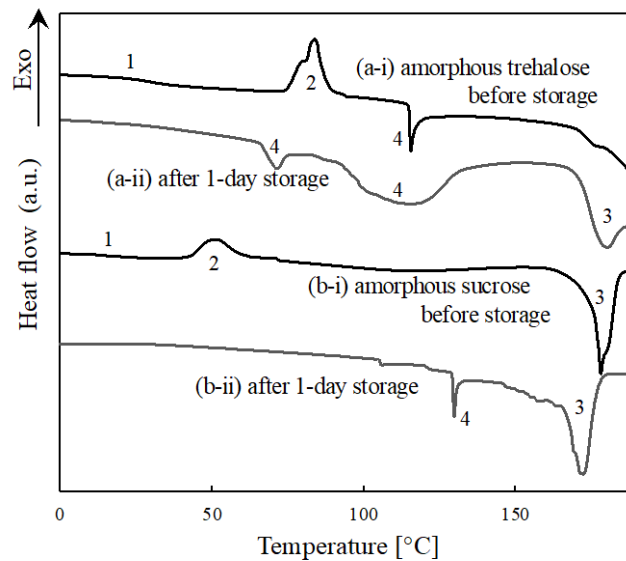 Exo
Heat flow (a.u.)
1
2
(a-i) amorphous trehalose
before storage
4
4
(a-ii) after 1-day storage
4
3
1
2
(b-i) amorphous sucrose
before storage
3
(b-ii) after 1-day storage
4
3
0
50
100
150
Temperature [°C]